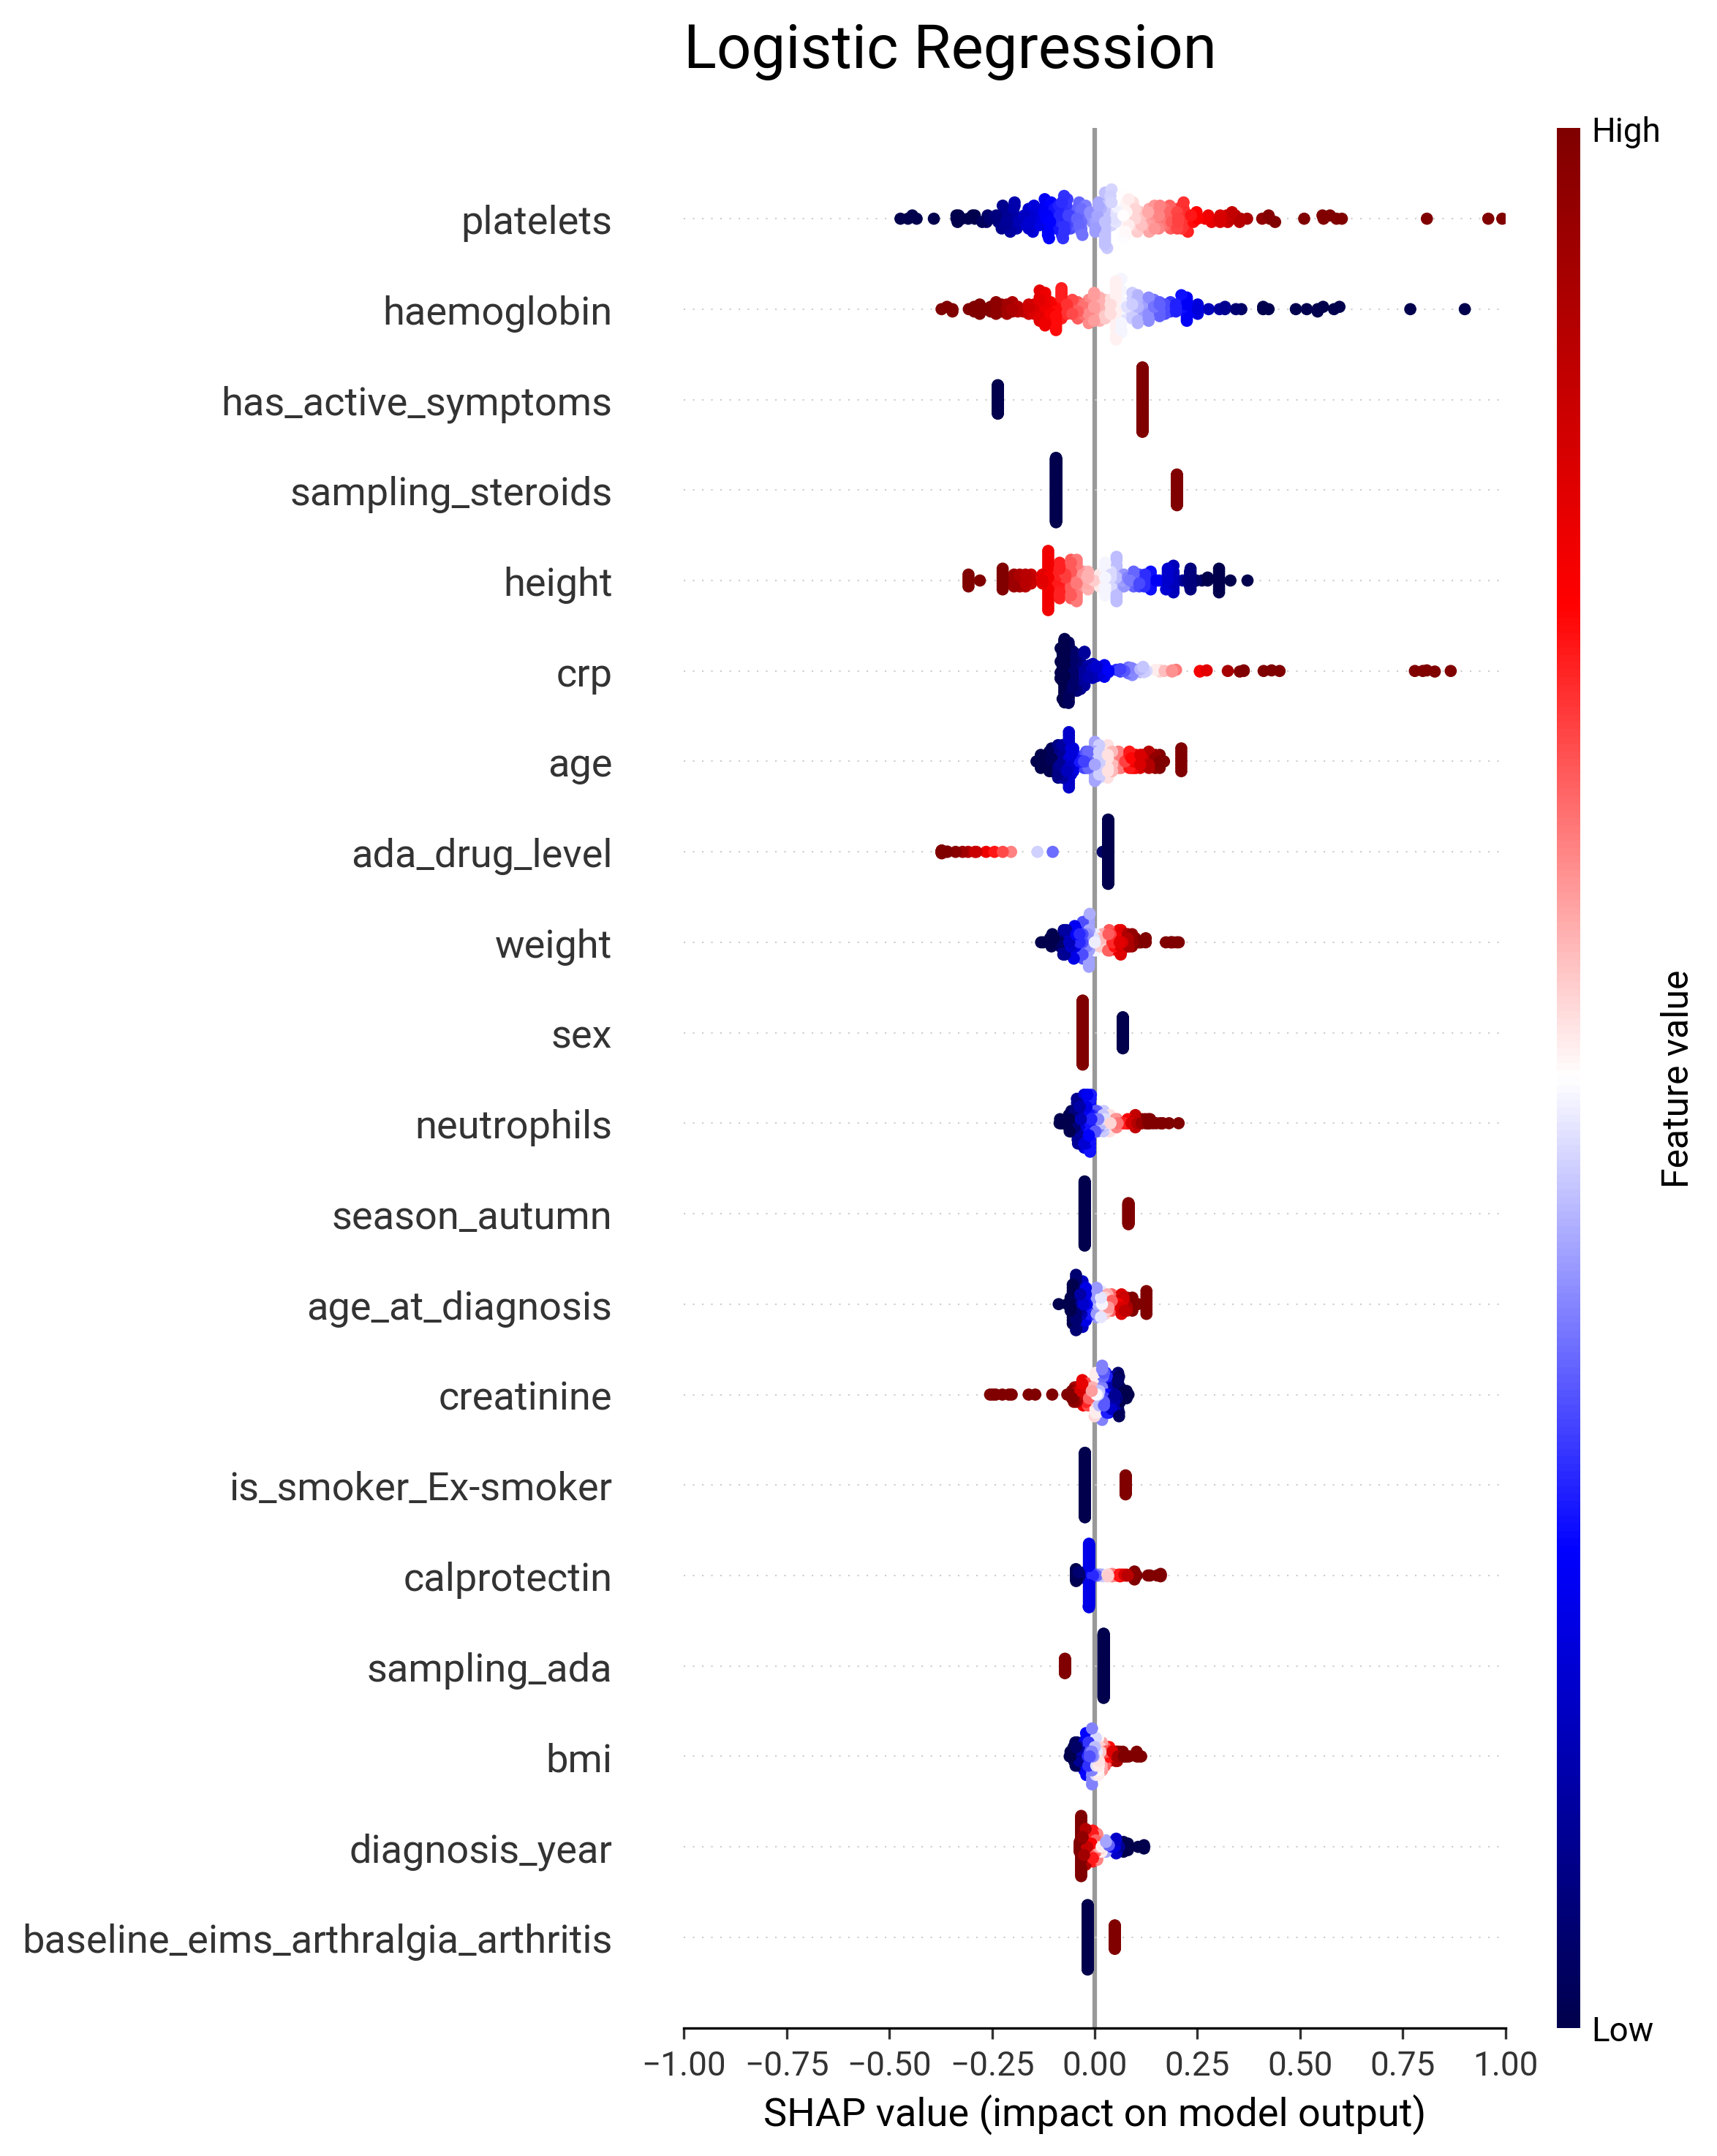 Logistic Regression
High
platelets
haemoglobin
has_active_symptoms
sampling_steroids
height
crp
age
ada_drug_level
weight
sex
neutrophils
season_autumn
age_at_diagnosis
creatinine
is_smoker_Ex-smoker
calprotectin
sampling_ada
bmi
diagnosis_year
baseline_eims_arthralgia_arthritis
Feature value
Low
−1.00 −0.75 −0.50 −0.25 0.00 0.25 0.50 0.75 1.00
SHAP value (impact on model output)